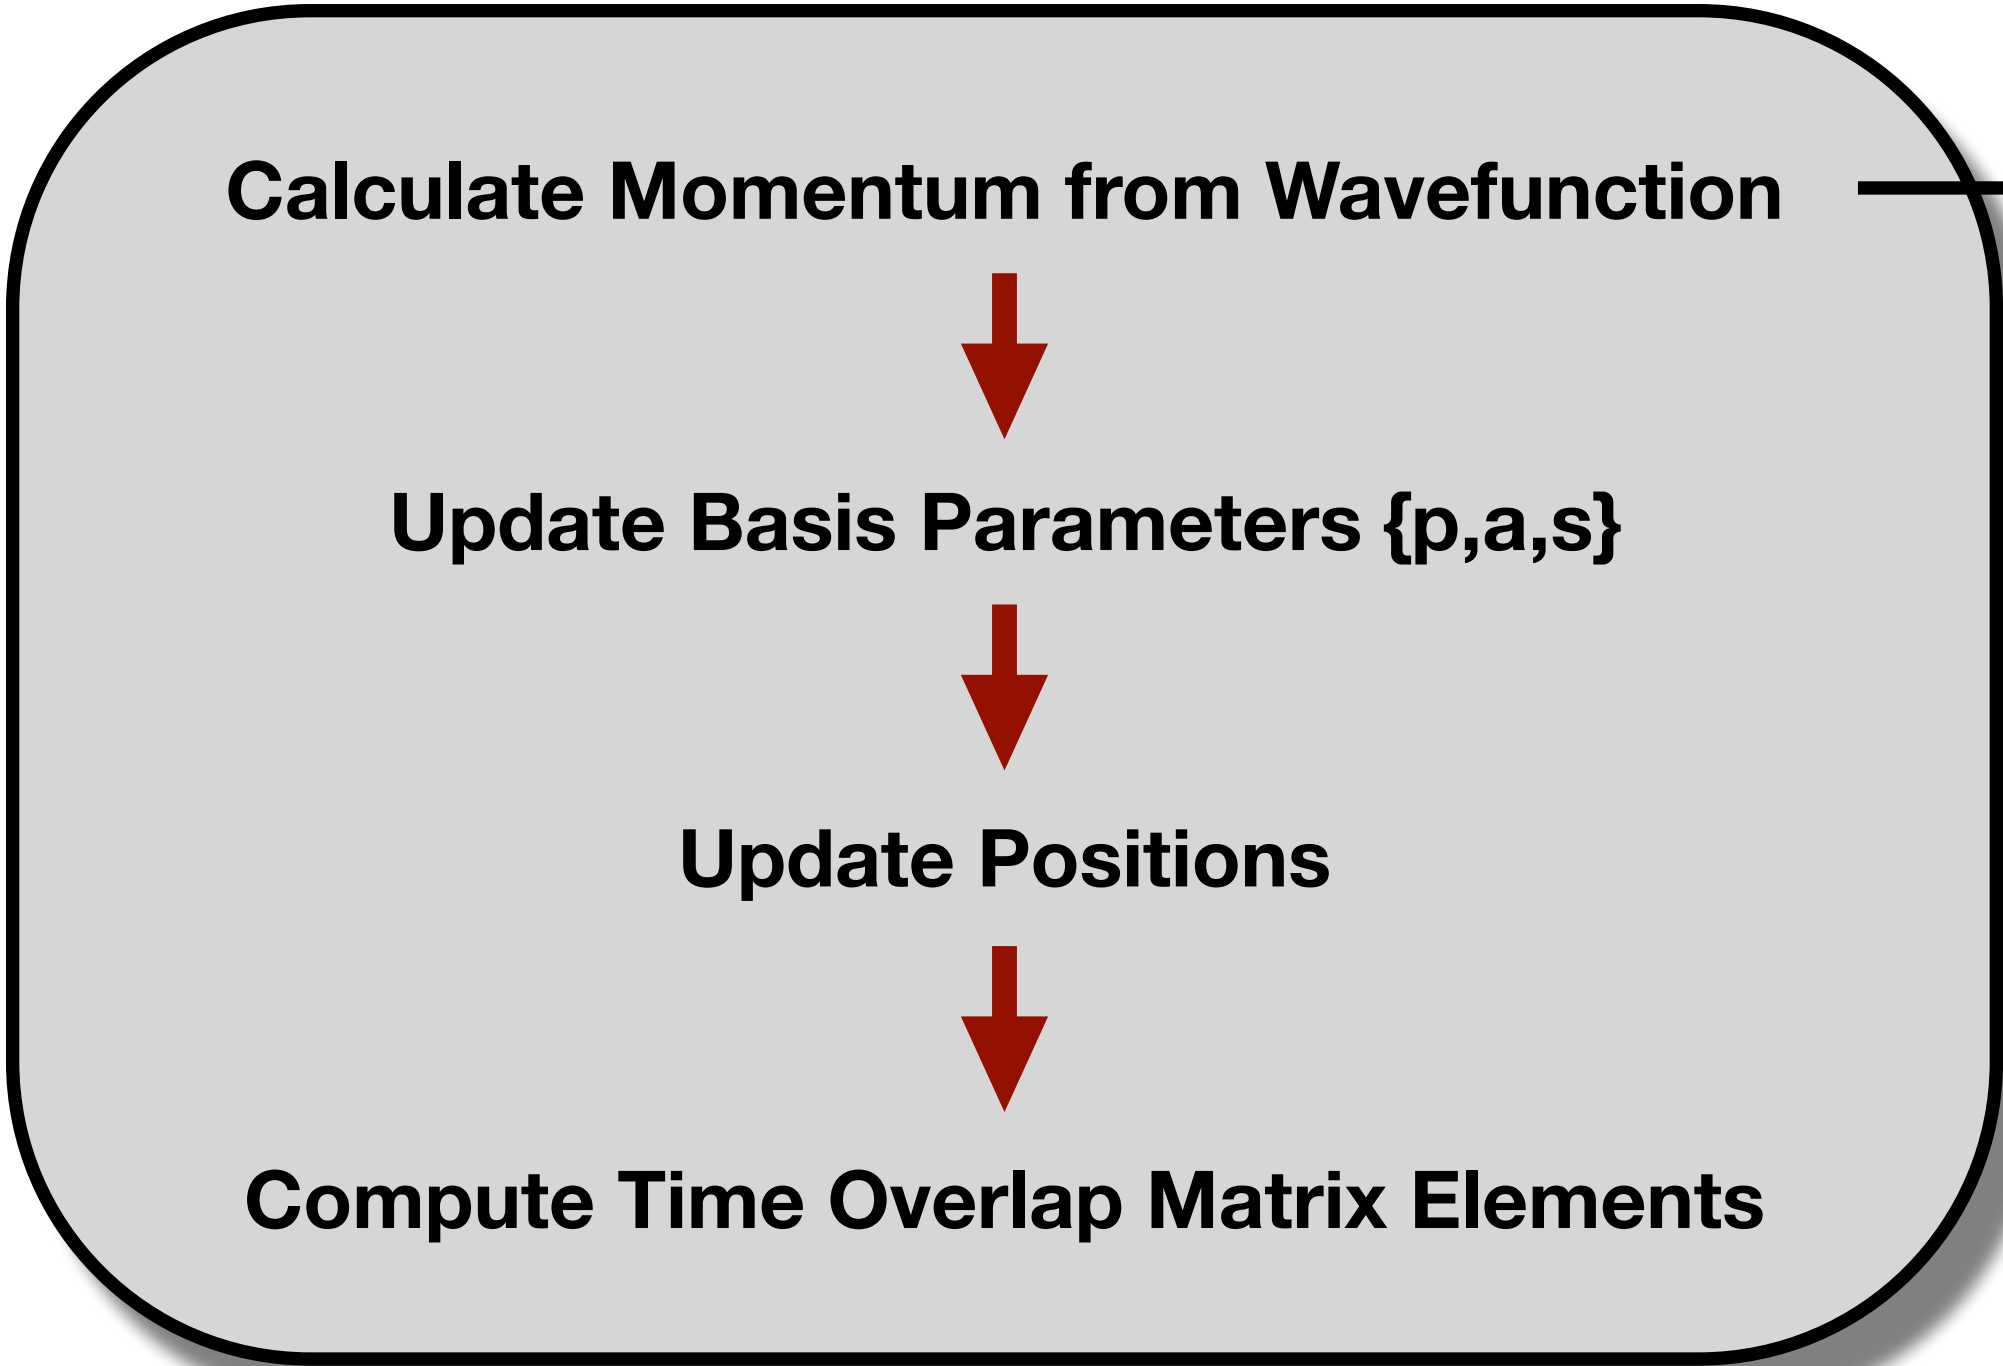 Calculate Momentum from Wavefunction
Update Basis Parameters {p,a,s}
Update Positions
Compute Time Overlap Matrix Elements